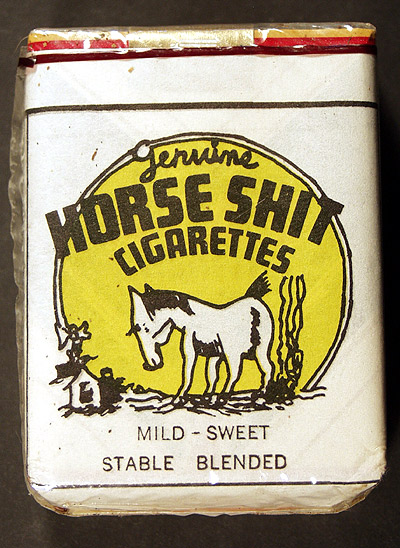 Genuine
HORSE SHIT
CIGARETTES
MILD - SWEET
STABLE BLENDED